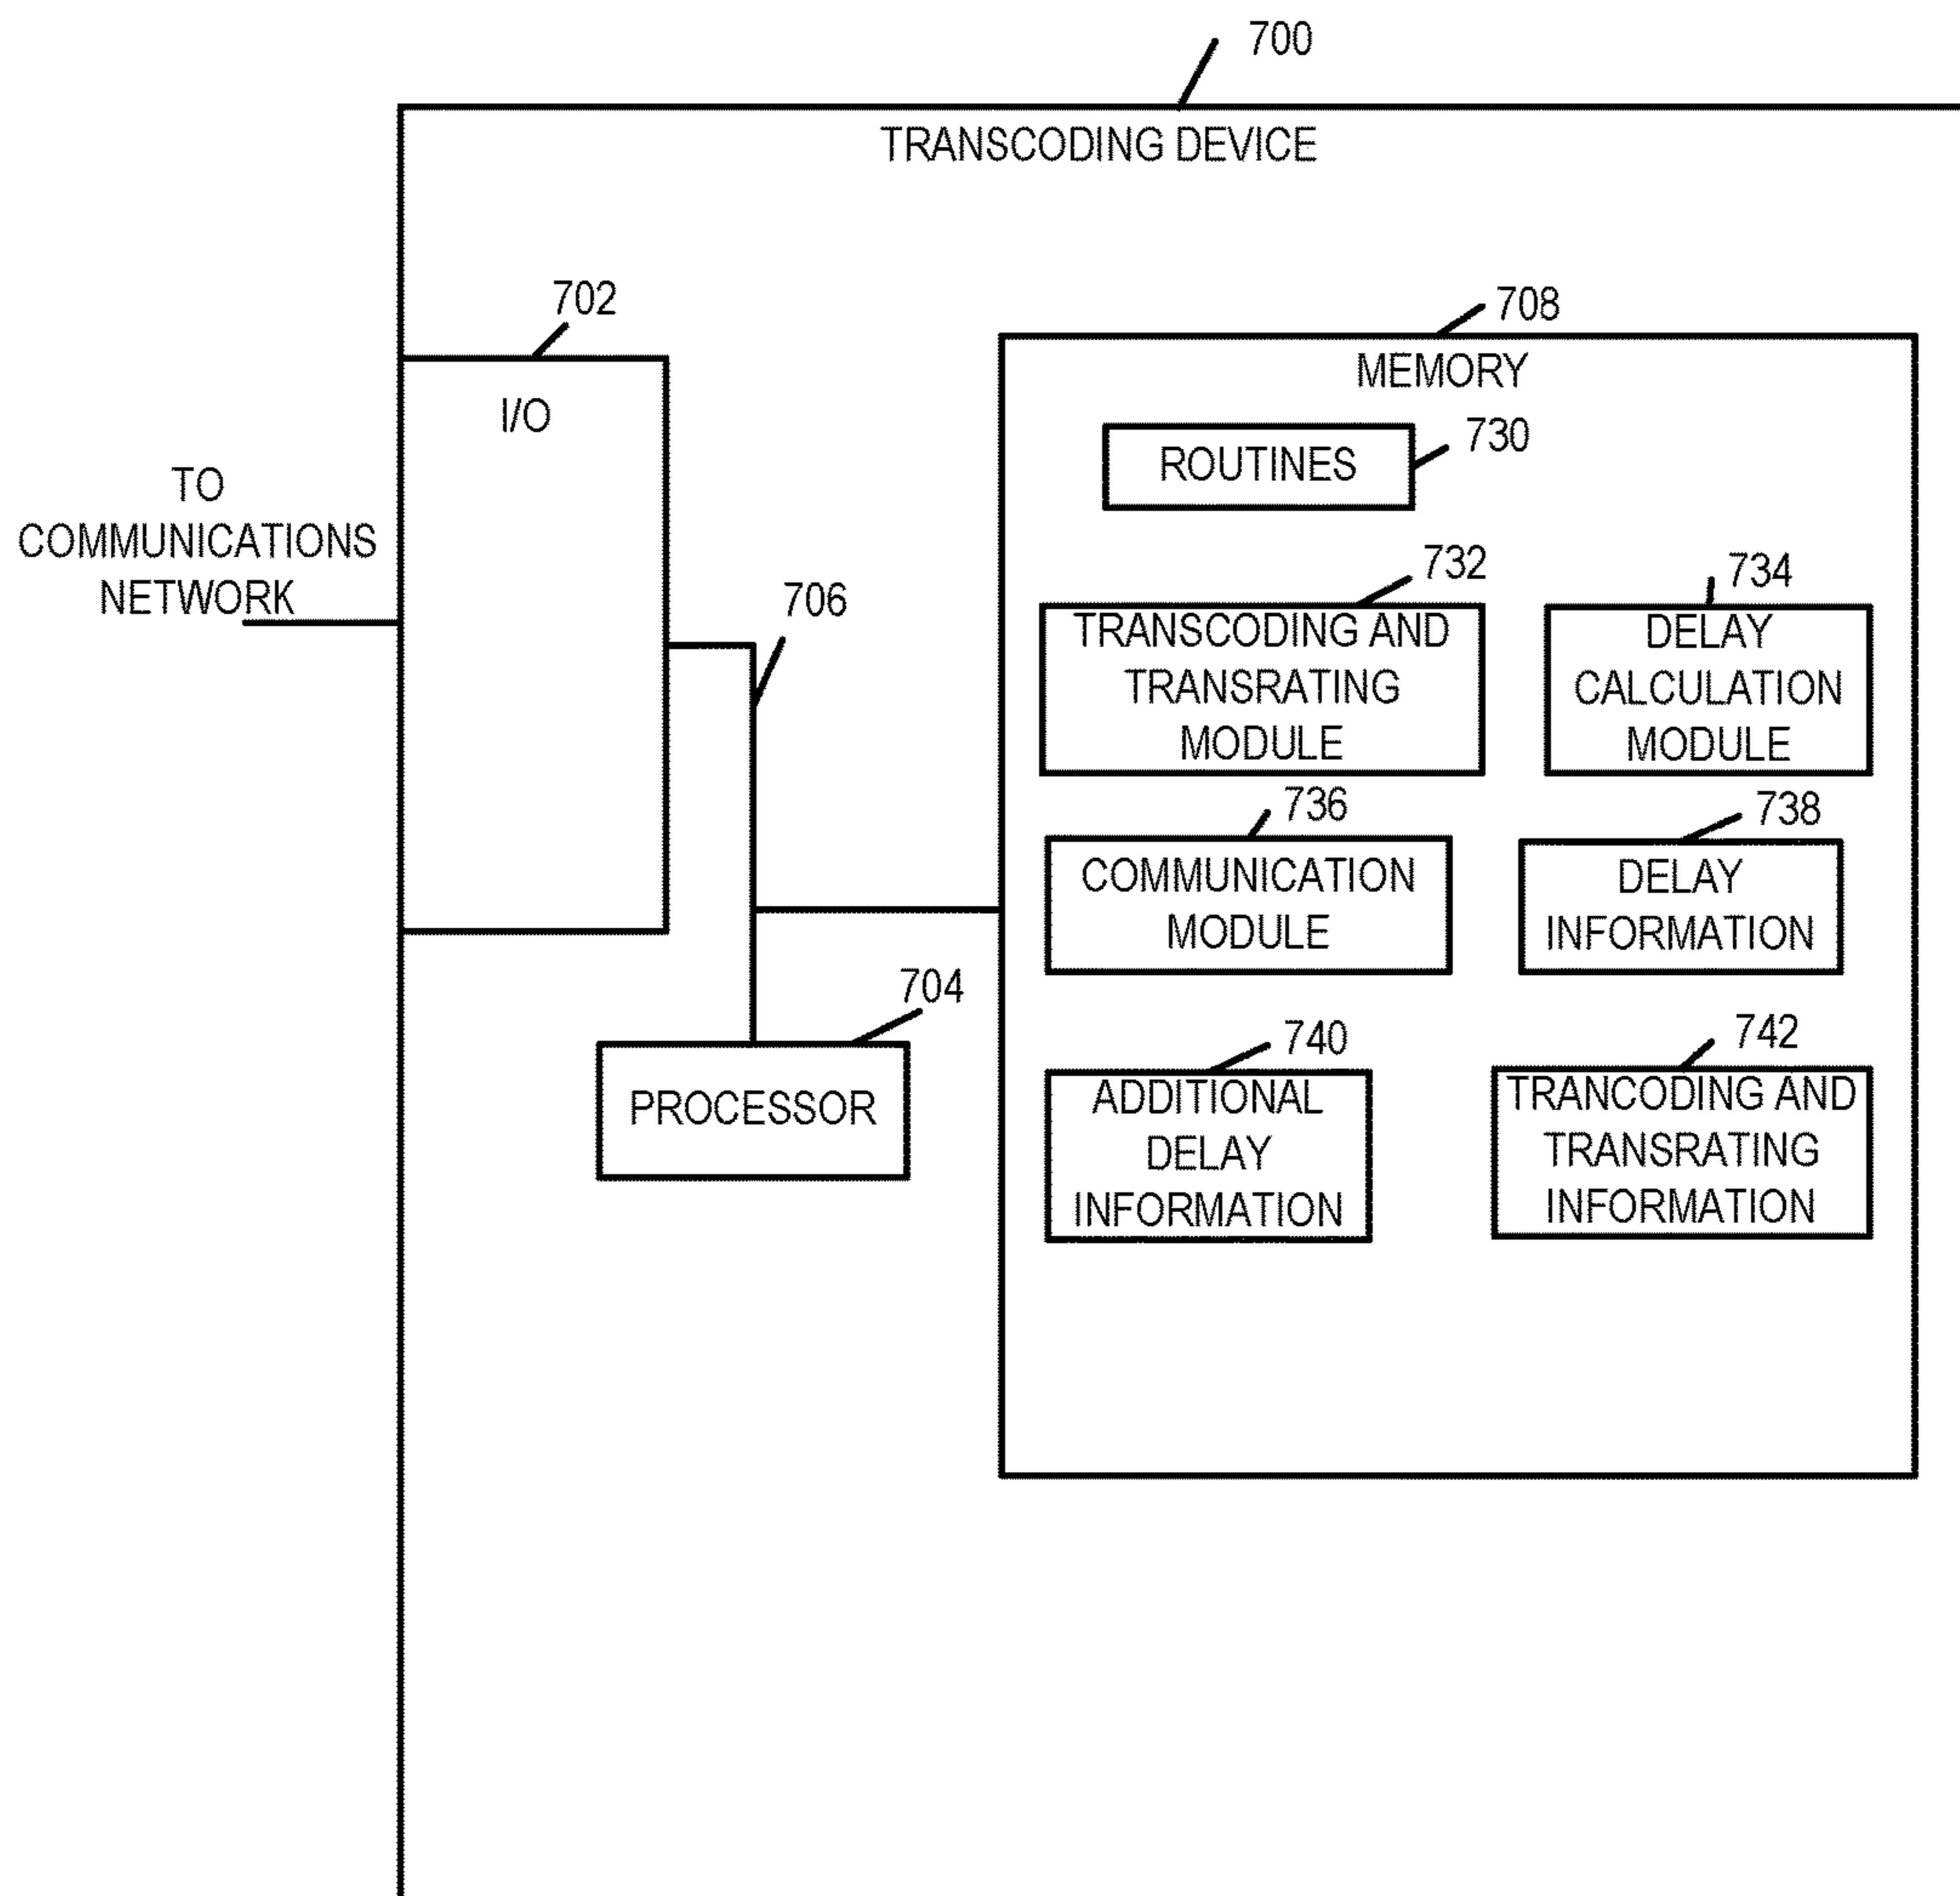 700
TRANSCODING DEVICE
702
708
I/O
MEMORY
730
ROUTINES
TO
COMMUNICATIONS
NETWORK
706
732
734
TRANSCODING AND
TRANSRATING
MODULE
DELAY
CALCULATION
MODULE
736
738
COMMUNICATION
MODULE
DELAY
INFORMATION
704
PROCESSOR
740
742
ADDITIONAL
DELAY
INFORMATION
TRANCODING AND
TRANSRATING
INFORMATION